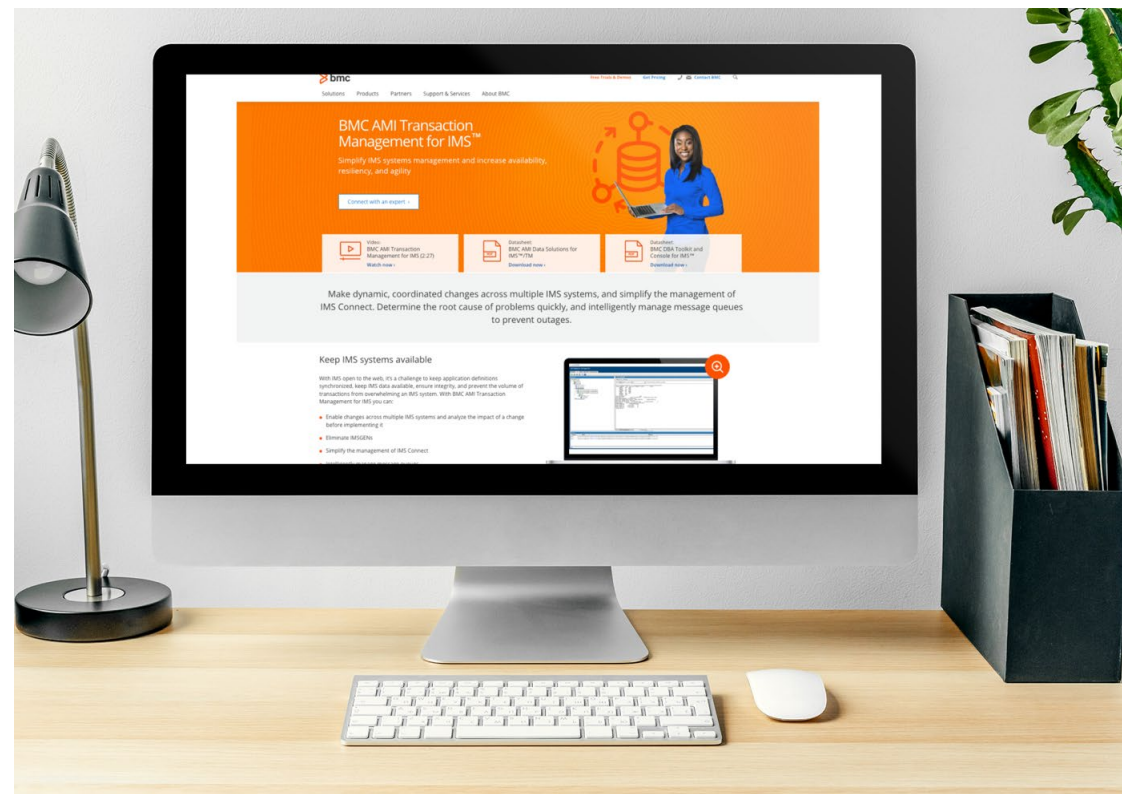 bmc
Free Trials & Demos Get Pricing Contact BMC
Solutions Products Partners Support & Services About BMC
BMC AMI Transaction
Management for IMS™
Simplify IMS systems management and increase availability,
resiliency, and agility
Connect with an expert ›
Video:
BMC AMI Transaction
Management for IMS (2:27)
Watch now ›
Datasheet:
BMC AMI Data Solutions for
IMS™/TM
Download now ›
Datasheet:
BMC DBA Toolkit and
Console for IMS™
Download now ›
Make dynamic, coordinated changes across multiple IMS systems, and simplify the management of
IMS Connect. Determine the root cause of problems quickly, and intelligently manage message queues
to prevent outages.
Keep IMS systems available
With IMS open to the web, it's a challenge to keep application definitions
synchronized, keep IMS data available, ensure integrity, and prevent the volume of
transactions from overwhelming an IMS system. With BMC AMI Transaction
Management for IMS you can:
Enable changes across multiple IMS systems and analyze the impact of a change
before implementing it
Eliminate IMSGENs
Simplify the management of IMS Connect